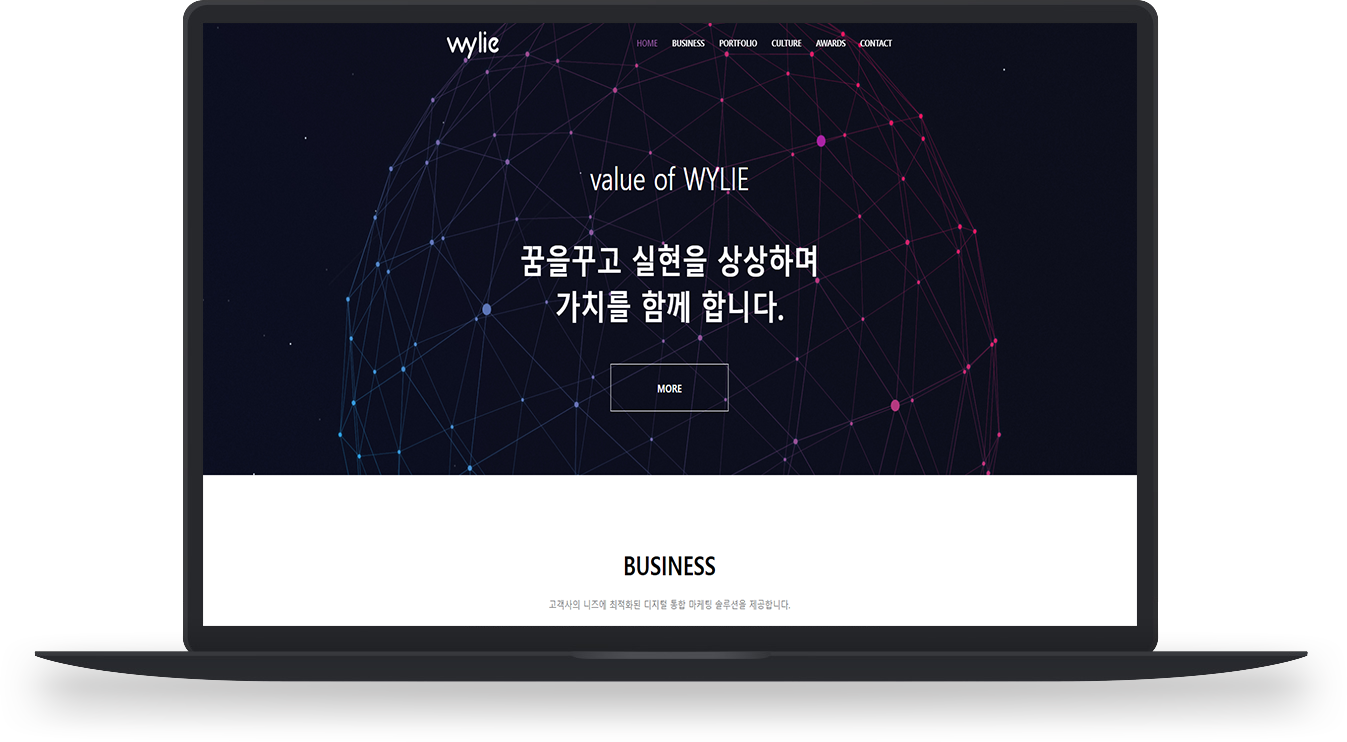 wylie
HOME BUSINESS PORTFOLIO CULTURE AWARDS CONTACT
value of WYLIE
꿈을꾸고 실현을 상상하며
가치를 함께 합니다.
MORE
BUSINESS
고객사의 니즈에 최적화된 디지털 통합 마케팅 솔루션을 제공합니다.